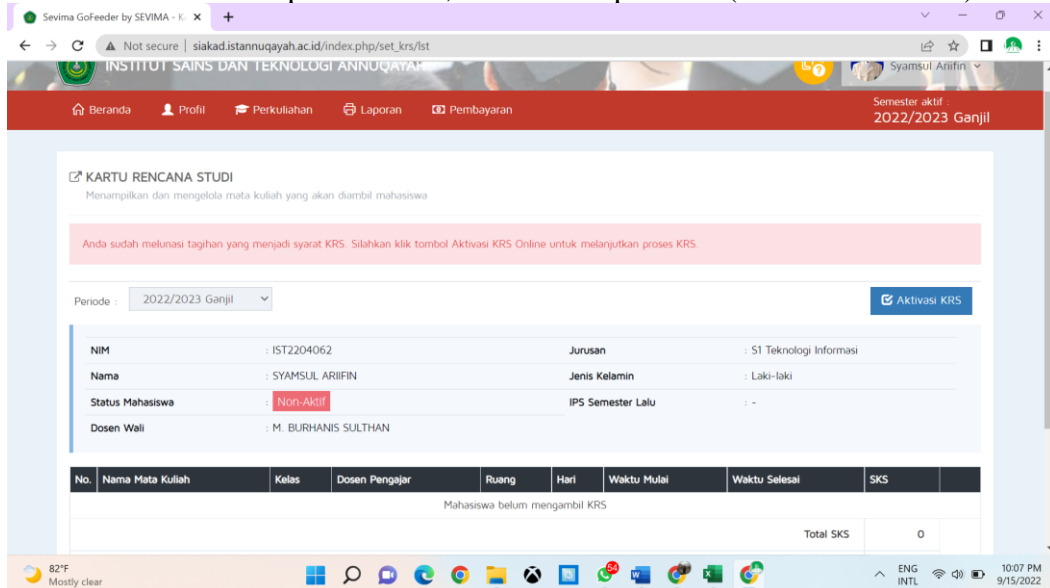 Sevima GoFeeder by SEVIMA - K
Not secure | siakad.istannuqayah.ac.id/index.php/set_krs/lst
INSTITUT SAINS DAN TEKNOLOGI ANNUQAYAH
Syamsul Ariifin
Beranda Profil Perkuliahan Laporan Pembayaran
Semester aktif :
2022/2023 Ganjil
KARTU RENCANA STUDI
Menampilkan dan mengelola mata kuliah yang akan diambil mahasiswa
Anda sudah melunasi tagihan yang menjadi syarat KRS. Silahkan klik tombol Aktivasi KRS Online untuk melanjutkan proses KRS.
Periode : 2022/2023 Ganjil Aktivasi KRS
NIM : IST2204062 Jurusan : S1 Teknologi Informasi
Nama : SYAMSUL ARIIFIN Jenis Kelamin : Laki-laki
Status Mahasiswa : Non-Aktif IPS Semester Lalu : -
Dosen Wali : M. BURHANIS SULTHAN
No. Nama Mata Kuliah Kelas Dosen Pengajar Ruang Hari Waktu Mulai Waktu Selesai SKS
Mahasiswa belum mengambil KRS
Total SKS 0
82°F
Mostly clear
54
ENG
INTL
10:07 PM
9/15/2022